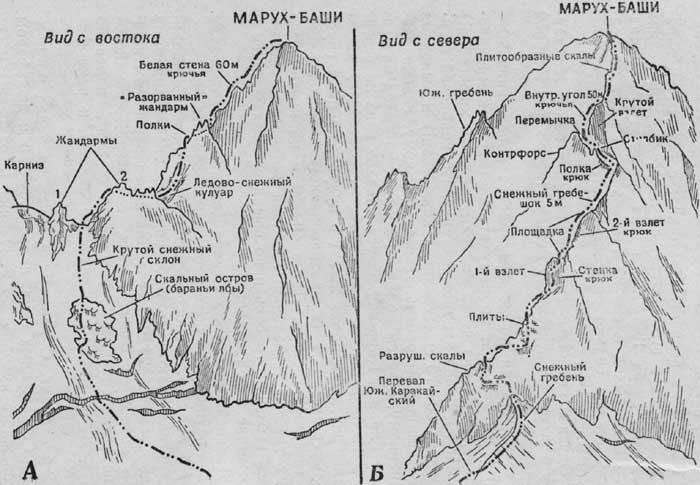 МАРУХ-БАШИ
Вид с востока
Белая стена 60м
крючья
„Разорванный"
жандарм
Полки
Жандармы
Карниз
1
2
Ледово-снежный
кулуар
Крутой снежный
склон
Скальный остров
(бараньи лбы)
А
МАРУХ-БАШИ
Вид с севера
Плитообразные скалы
Юж. гребень
Внутр. угол 50м
крючья
Крутой
взлет
Перемычка
Контрфорс
Полка
крюк
Снежный гребе-
шок 5м
2-й взлет
крюк
Площадка
1-й взлет
Стенка
крюк
Плиты
Разруш. скалы
Снежный
гребень
Перевал
Юж. Каракай-
ский
Б